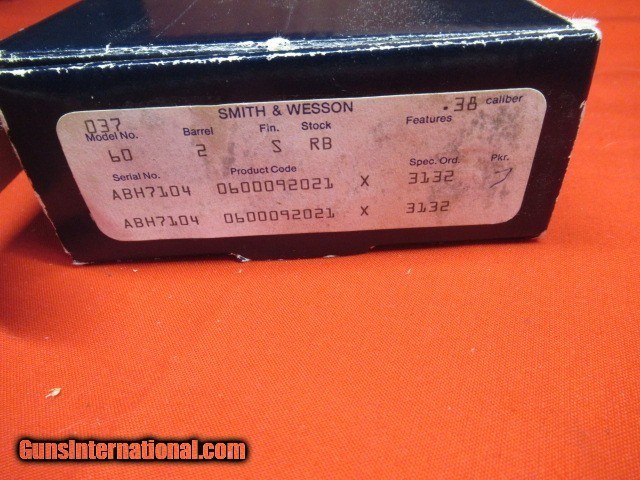 SMITH & WESSON
037 .38 caliber
Model No. Barrel Fin. Stock Features
60 2 S RB
Serial No. Product Code Spec. Ord. Pkr.
ABH7104 0600092021 X 3132
ABH7104 0600092021 X 3132
GunsInternational.com